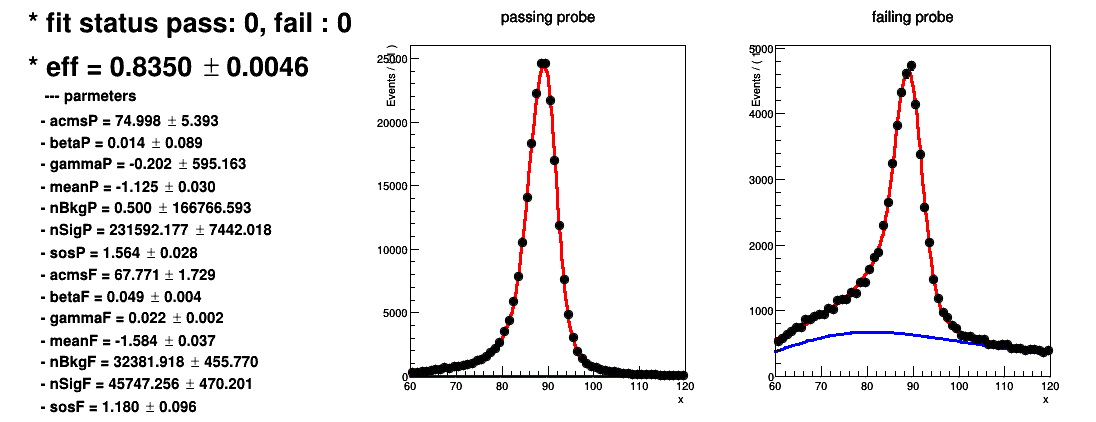 * fit status pass: 0, fail : 0
* eff = 0.8350 ± 0.0046
--- parmeters
- acmsP = 74.998 ± 5.393
- betaP = 0.014 ± 0.089
- gammaP = -0.202 ± 595.163
- meanP = -1.125 ± 0.030
- nBkgP = 0.500 ± 166766.593
- nSigP = 231592.177 ± 7442.018
- sosP = 1.564 ± 0.028
- acmsF = 67.771 ± 1.729
- betaF = 0.049 ± 0.004
- gammaF = 0.022 ± 0.002
- meanF = -1.584 ± 0.037
- nBkgF = 32381.918 ± 455.770
- nSigF = 45747.256 ± 470.201
- sosF = 1.180 ± 0.096
passing probe
Events / (
25000
20000
15000
10000
5000
0
60 70 80 90 100 110 120
x
failing probe
Events / (
5000
4000
3000
2000
1000
0
60 70 80 90 100 110 120
x